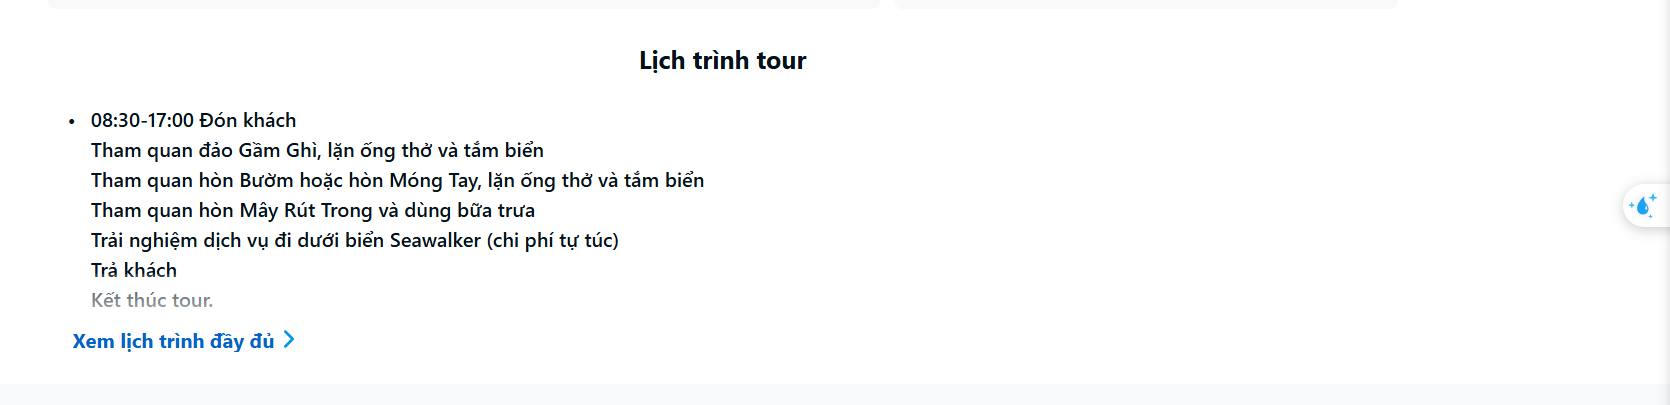 Lịch trình tour
• 08:30-17:00 Đón khách
Tham quan đảo Gầm Ghì, lặn ống thở và tắm biển
Tham quan hòn Bườm hoặc hòn Móng Tay, lặn ống thở và tắm biển
Tham quan hòn Mây Rút Trong và dùng bữa trưa
Trải nghiệm dịch vụ đi dưới biển Seawalker (chi phí tự túc)
Trả khách
Kết thúc tour.
Xem lịch trình đầy đủ